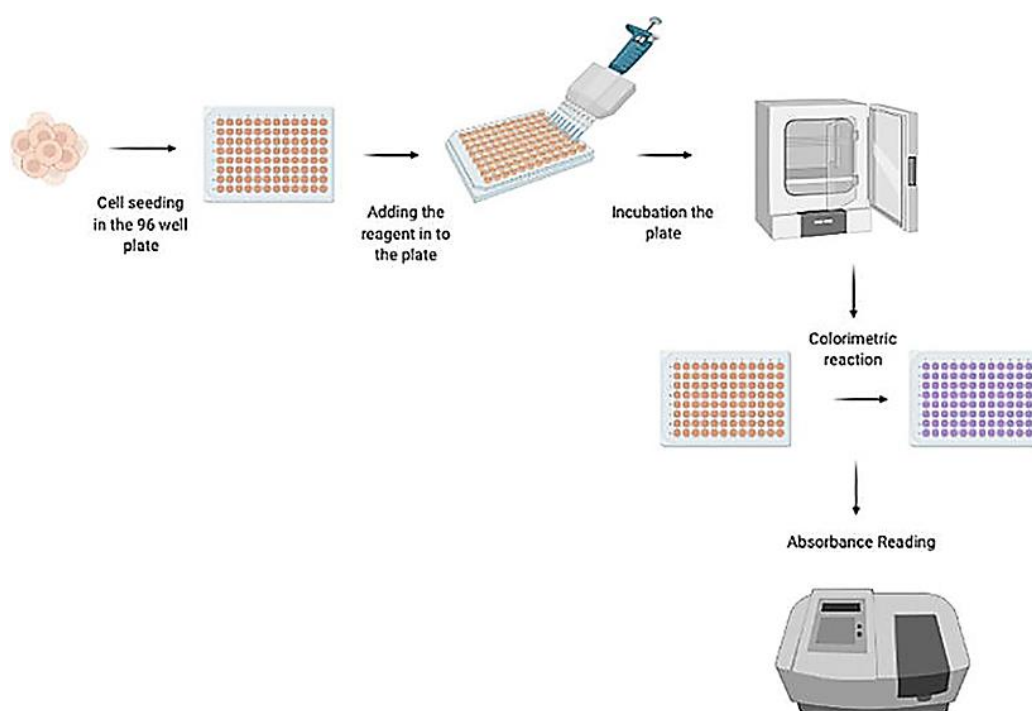 Cell seeding
in the 96 well
plate
Adding the
reagent in to
the plate
Incubation the
plate
Colorimetric
reaction
Absorbance Reading